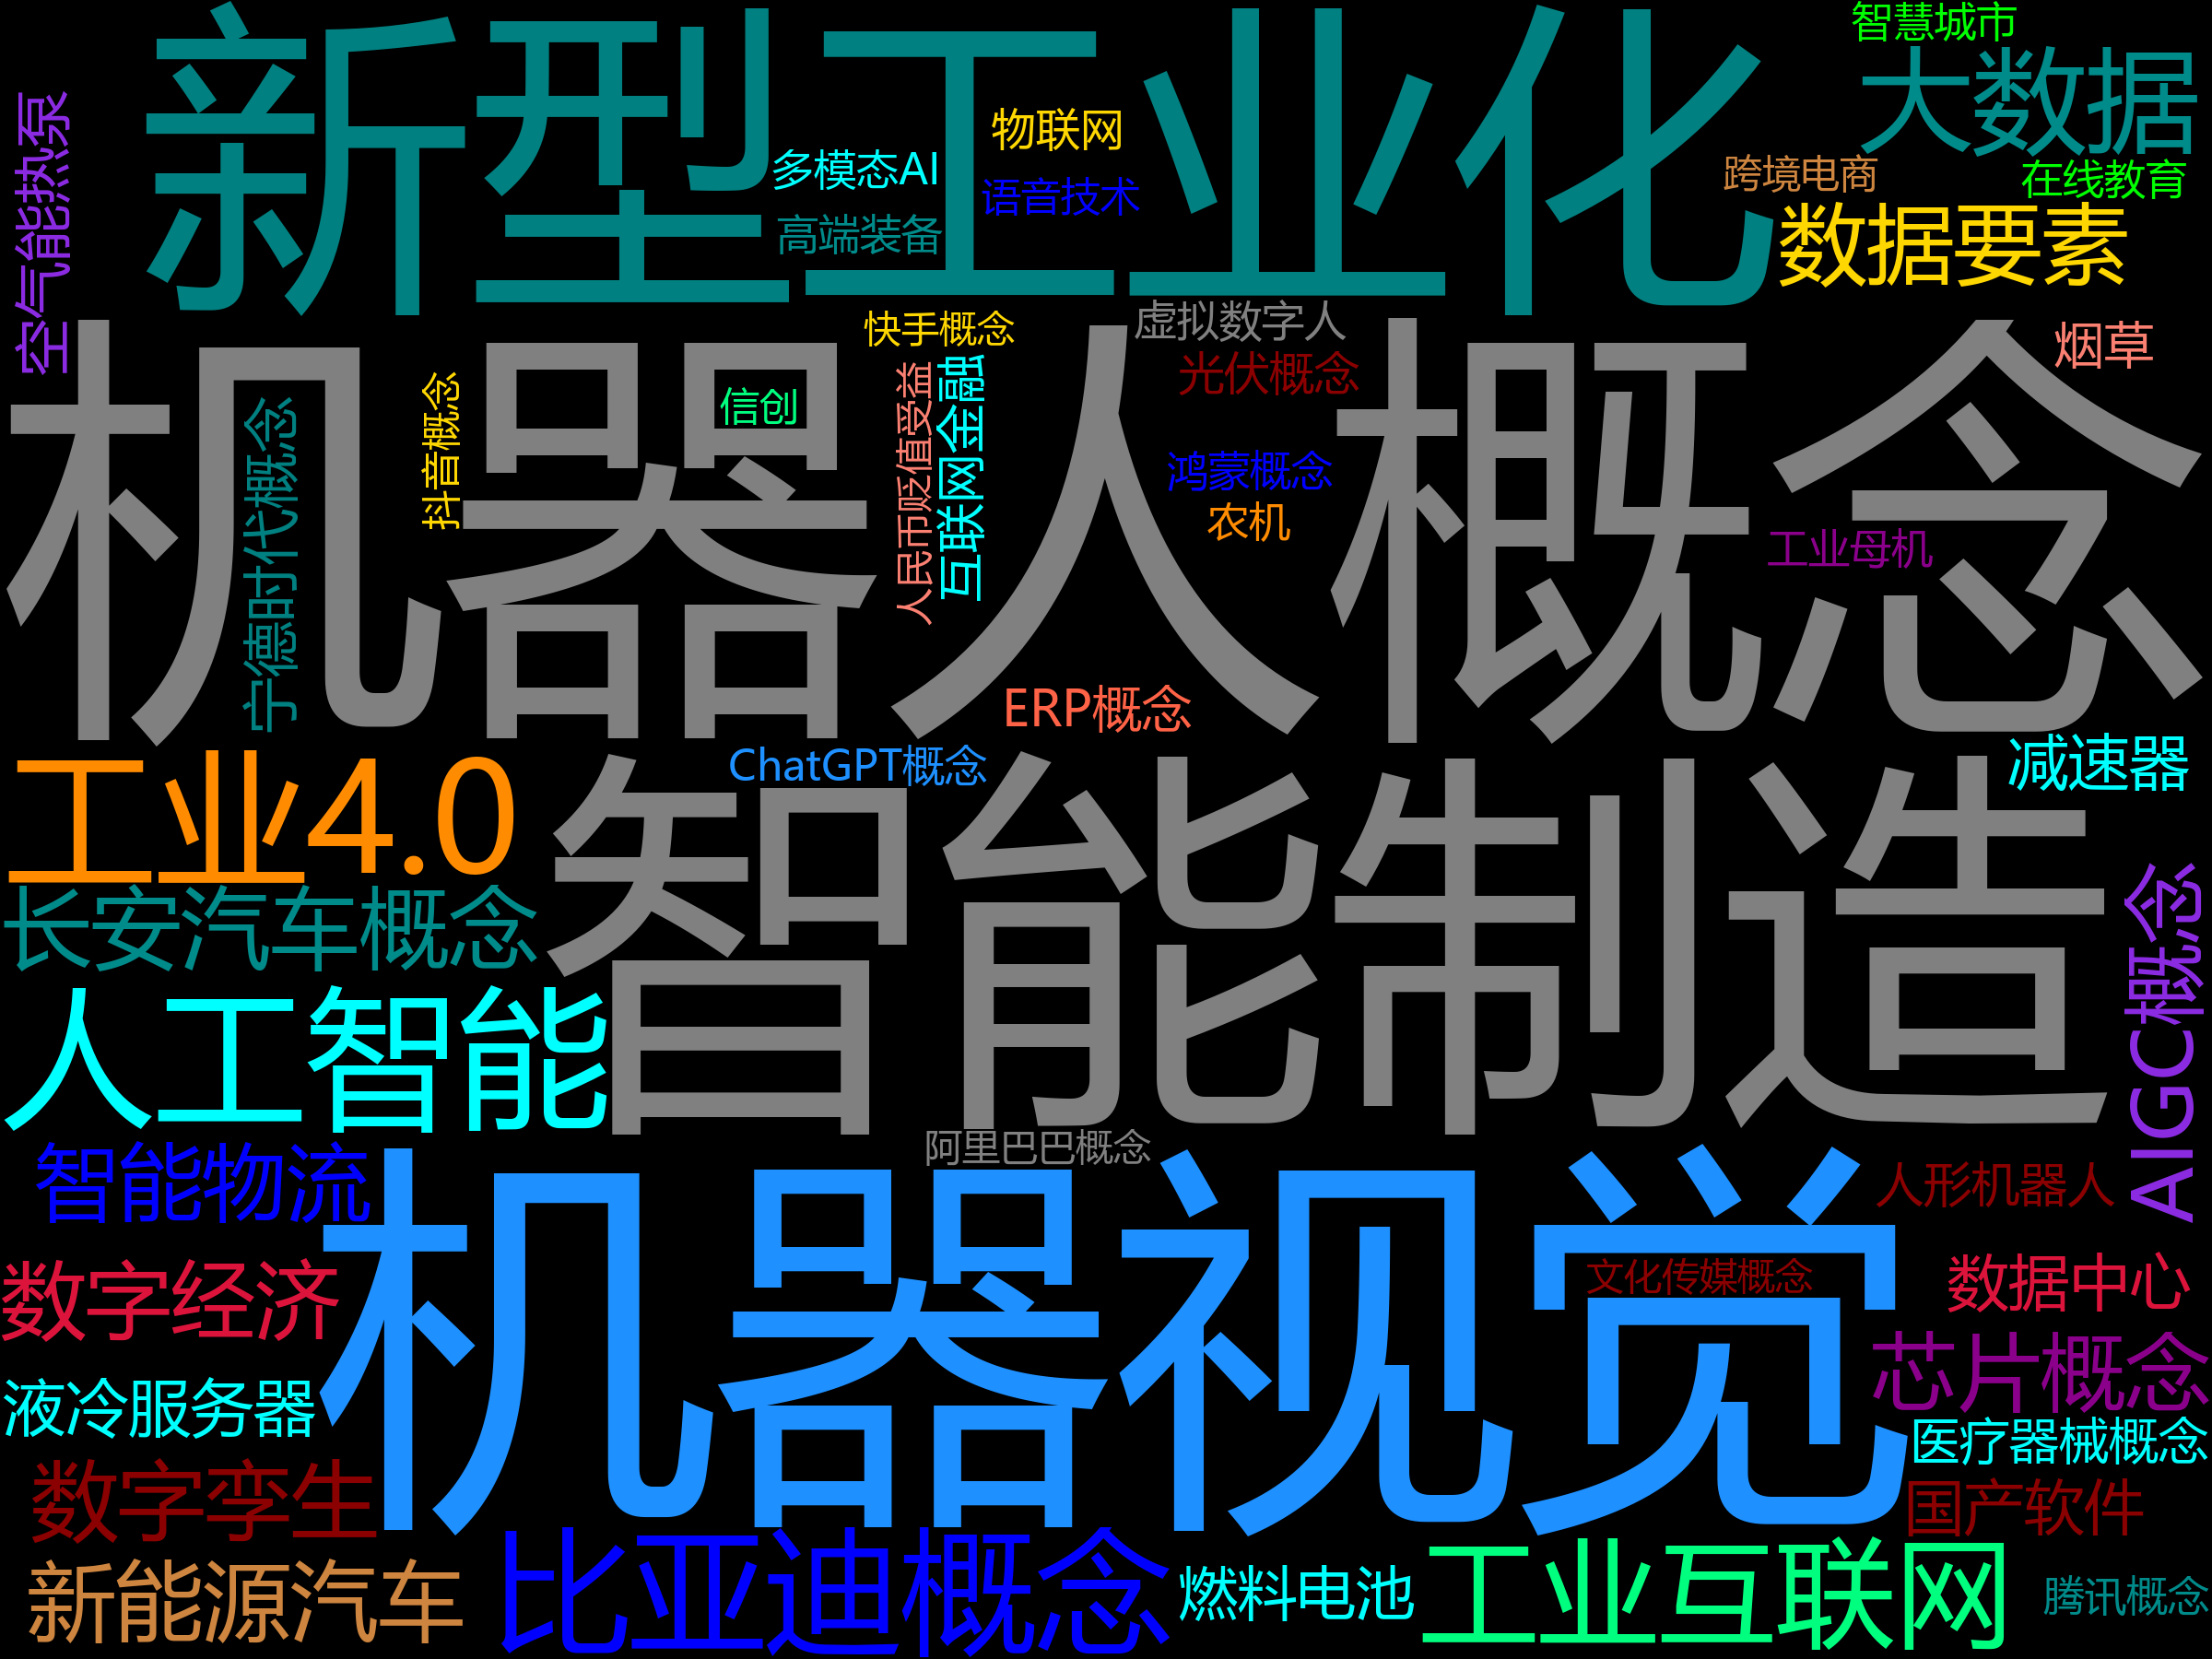 智慧城市
新型工业化
大数据
空气能热泵
物联网
多模态AI
语音技术
跨境电商
在线教育
高端装备
数据要素
快手概念
虚拟数字人
光伏概念
烟草
机器人概念
宁德时代概念
抖音概念
信创
人民币贬值受益
互联网金融
鸿蒙概念
农机
工业母机
ERP概念
减速器
ChatGPT概念
工业4.0
智能制造
长安汽车概念
AIGC概念
人工智能
阿里巴巴概念
智能物流
人形机器人
机器视觉
文化传媒概念
数字经济
数据中心
芯片概念
液冷服务器
医疗器械概念
数字孪生
国产软件
新能源汽车
比亚迪概念
燃料电池
工业互联网
腾讯概念